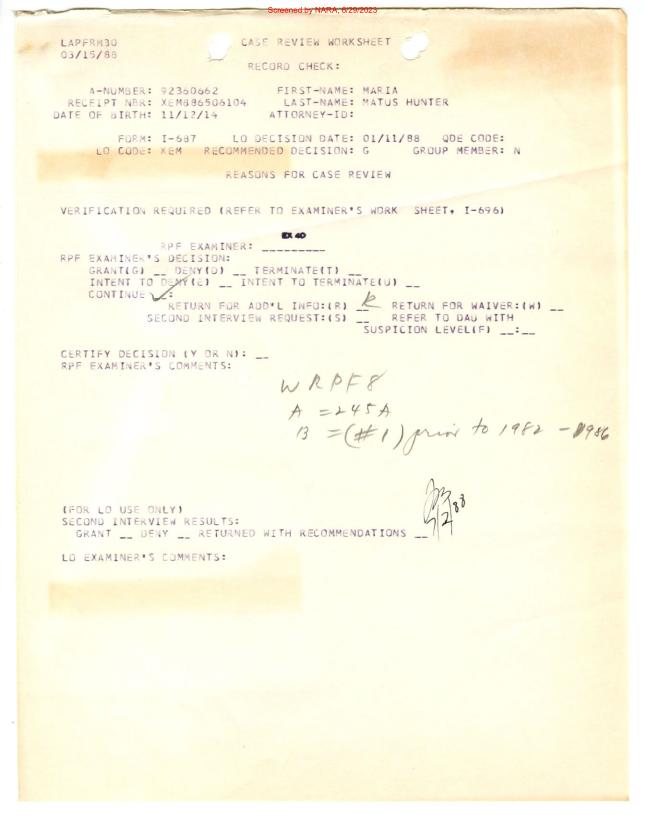 Screened by NARA, 8/29/2023
LAPFRM30 CASE REVIEW WORKSHEET
03/15/88
RECORD CHECK:
A-NUMBER: 92360662 FIRST-NAME: MARIA
RECEIPT NBR: XEM886506104 LAST-NAME: MATUS HUNTER
DATE OF BIRTH: 11/12/14 ATTORNEY-ID:
FORM: I-687 LO DECISION DATE: 01/11/88 QDE CODE:
LO CODE: XEM RECOMMENDED DECISION: G GROUP MEMBER: N
REASONS FOR CASE REVIEW
VERIFICATION REQUIRED (REFER TO EXAMINER'S WORK SHEET, I-696)
EX 40
RPF EXAMINER: _________
RPF EXAMINER'S DECISION:
GRANT(G) __ DENY(D) __ TERMINATE(T) __
INTENT TO DENY(E) __ INTENT TO TERMINATE(U) __
CONTINUE __:
RETURN FOR ADD'L INFO:(R) __ R RETURN FOR WAIVER:(W) __
SECOND INTERVIEW REQUEST:(S) __ REFER TO DAU WITH
SUSPICION LEVEL(F) __:__
CERTIFY DECISION (Y OR N): __
RPF EXAMINER'S COMMENTS:
WRPF8
A = 245A
B = (#1) prior to 1982 - 1986
(FOR LO USE ONLY)
SECOND INTERVIEW RESULTS:
GRANT __ DENY __ RETURNED WITH RECOMMENDATIONS __
LO EXAMINER'S COMMENTS: